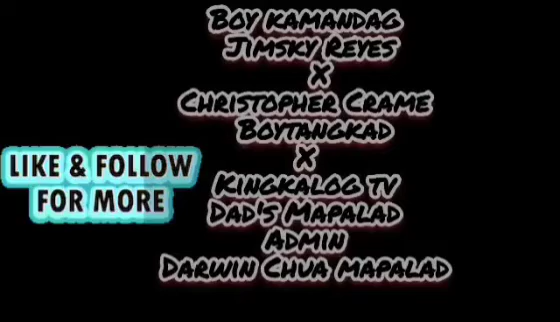 Boy kamandag
Jimsky Reyes
X
Christopher Crame
Boytangkad
X
Kingkalog tv
Dad's Mapalad
Admin
Darwin Chua mapalad
LIKE & FOLLOW
FOR MORE